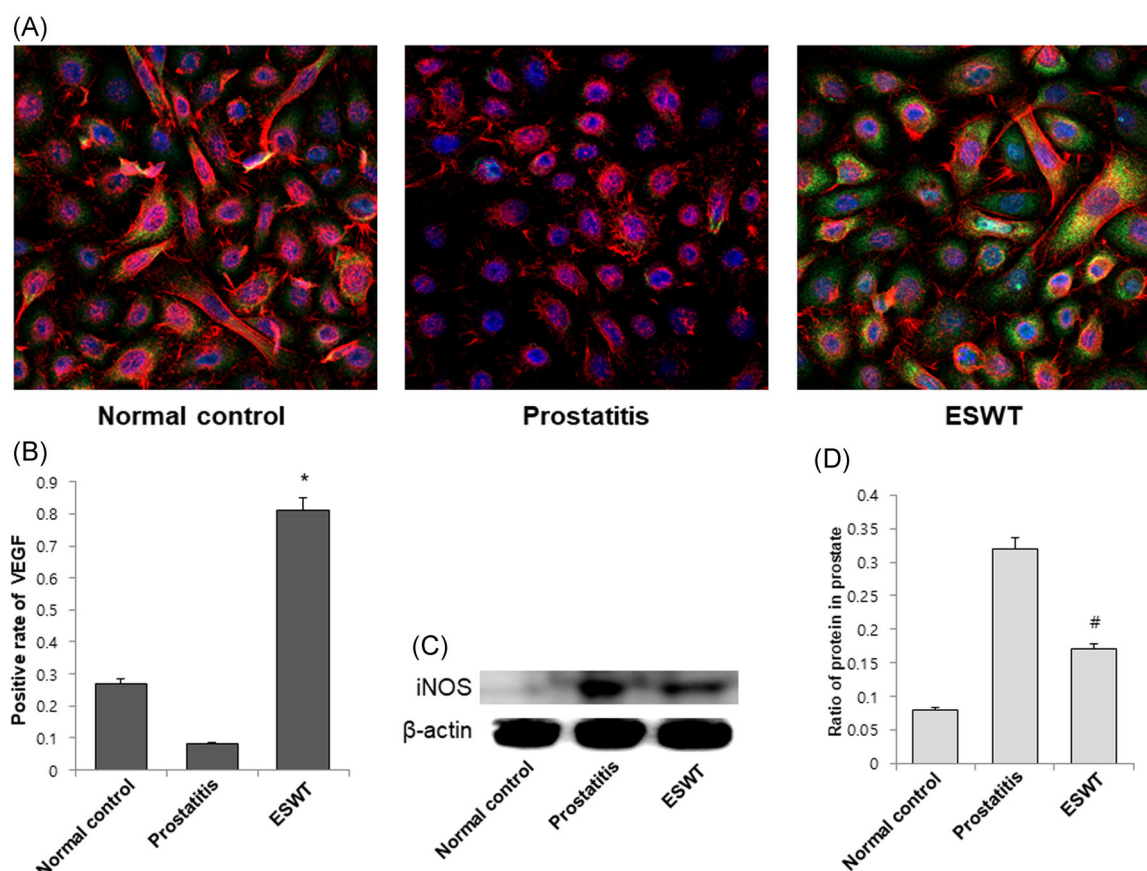 (A)
Normal control
Prostatitis
ESWT
(B)
Positive rate of VEGF
0.9
0.8
0.7
0.6
0.5
0.4
0.3
0.2
0.1
0
*
Normal control
Prostatitis
ESWT
(C)
iNOS
β-actin
Normal control
Prostatitis
ESWT
(D)
Ratio of protein in prostate
0.4
0.35
0.3
0.25
0.2
0.15
0.1
0.05
0
#
Normal control
Prostatitis
ESWT